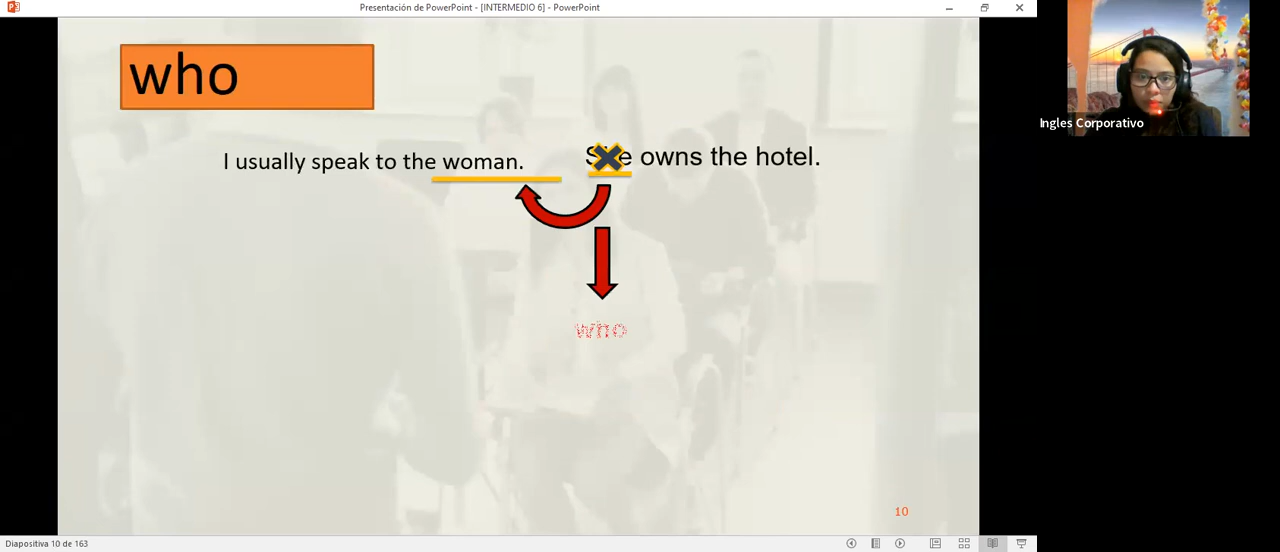 Presentación de PowerPoint - [INTERMEDIO 6] - PowerPoint
who
Ingles Corporativo
I usually speak to the woman. She owns the hotel.
who
10
Diapositiva 10 de 163